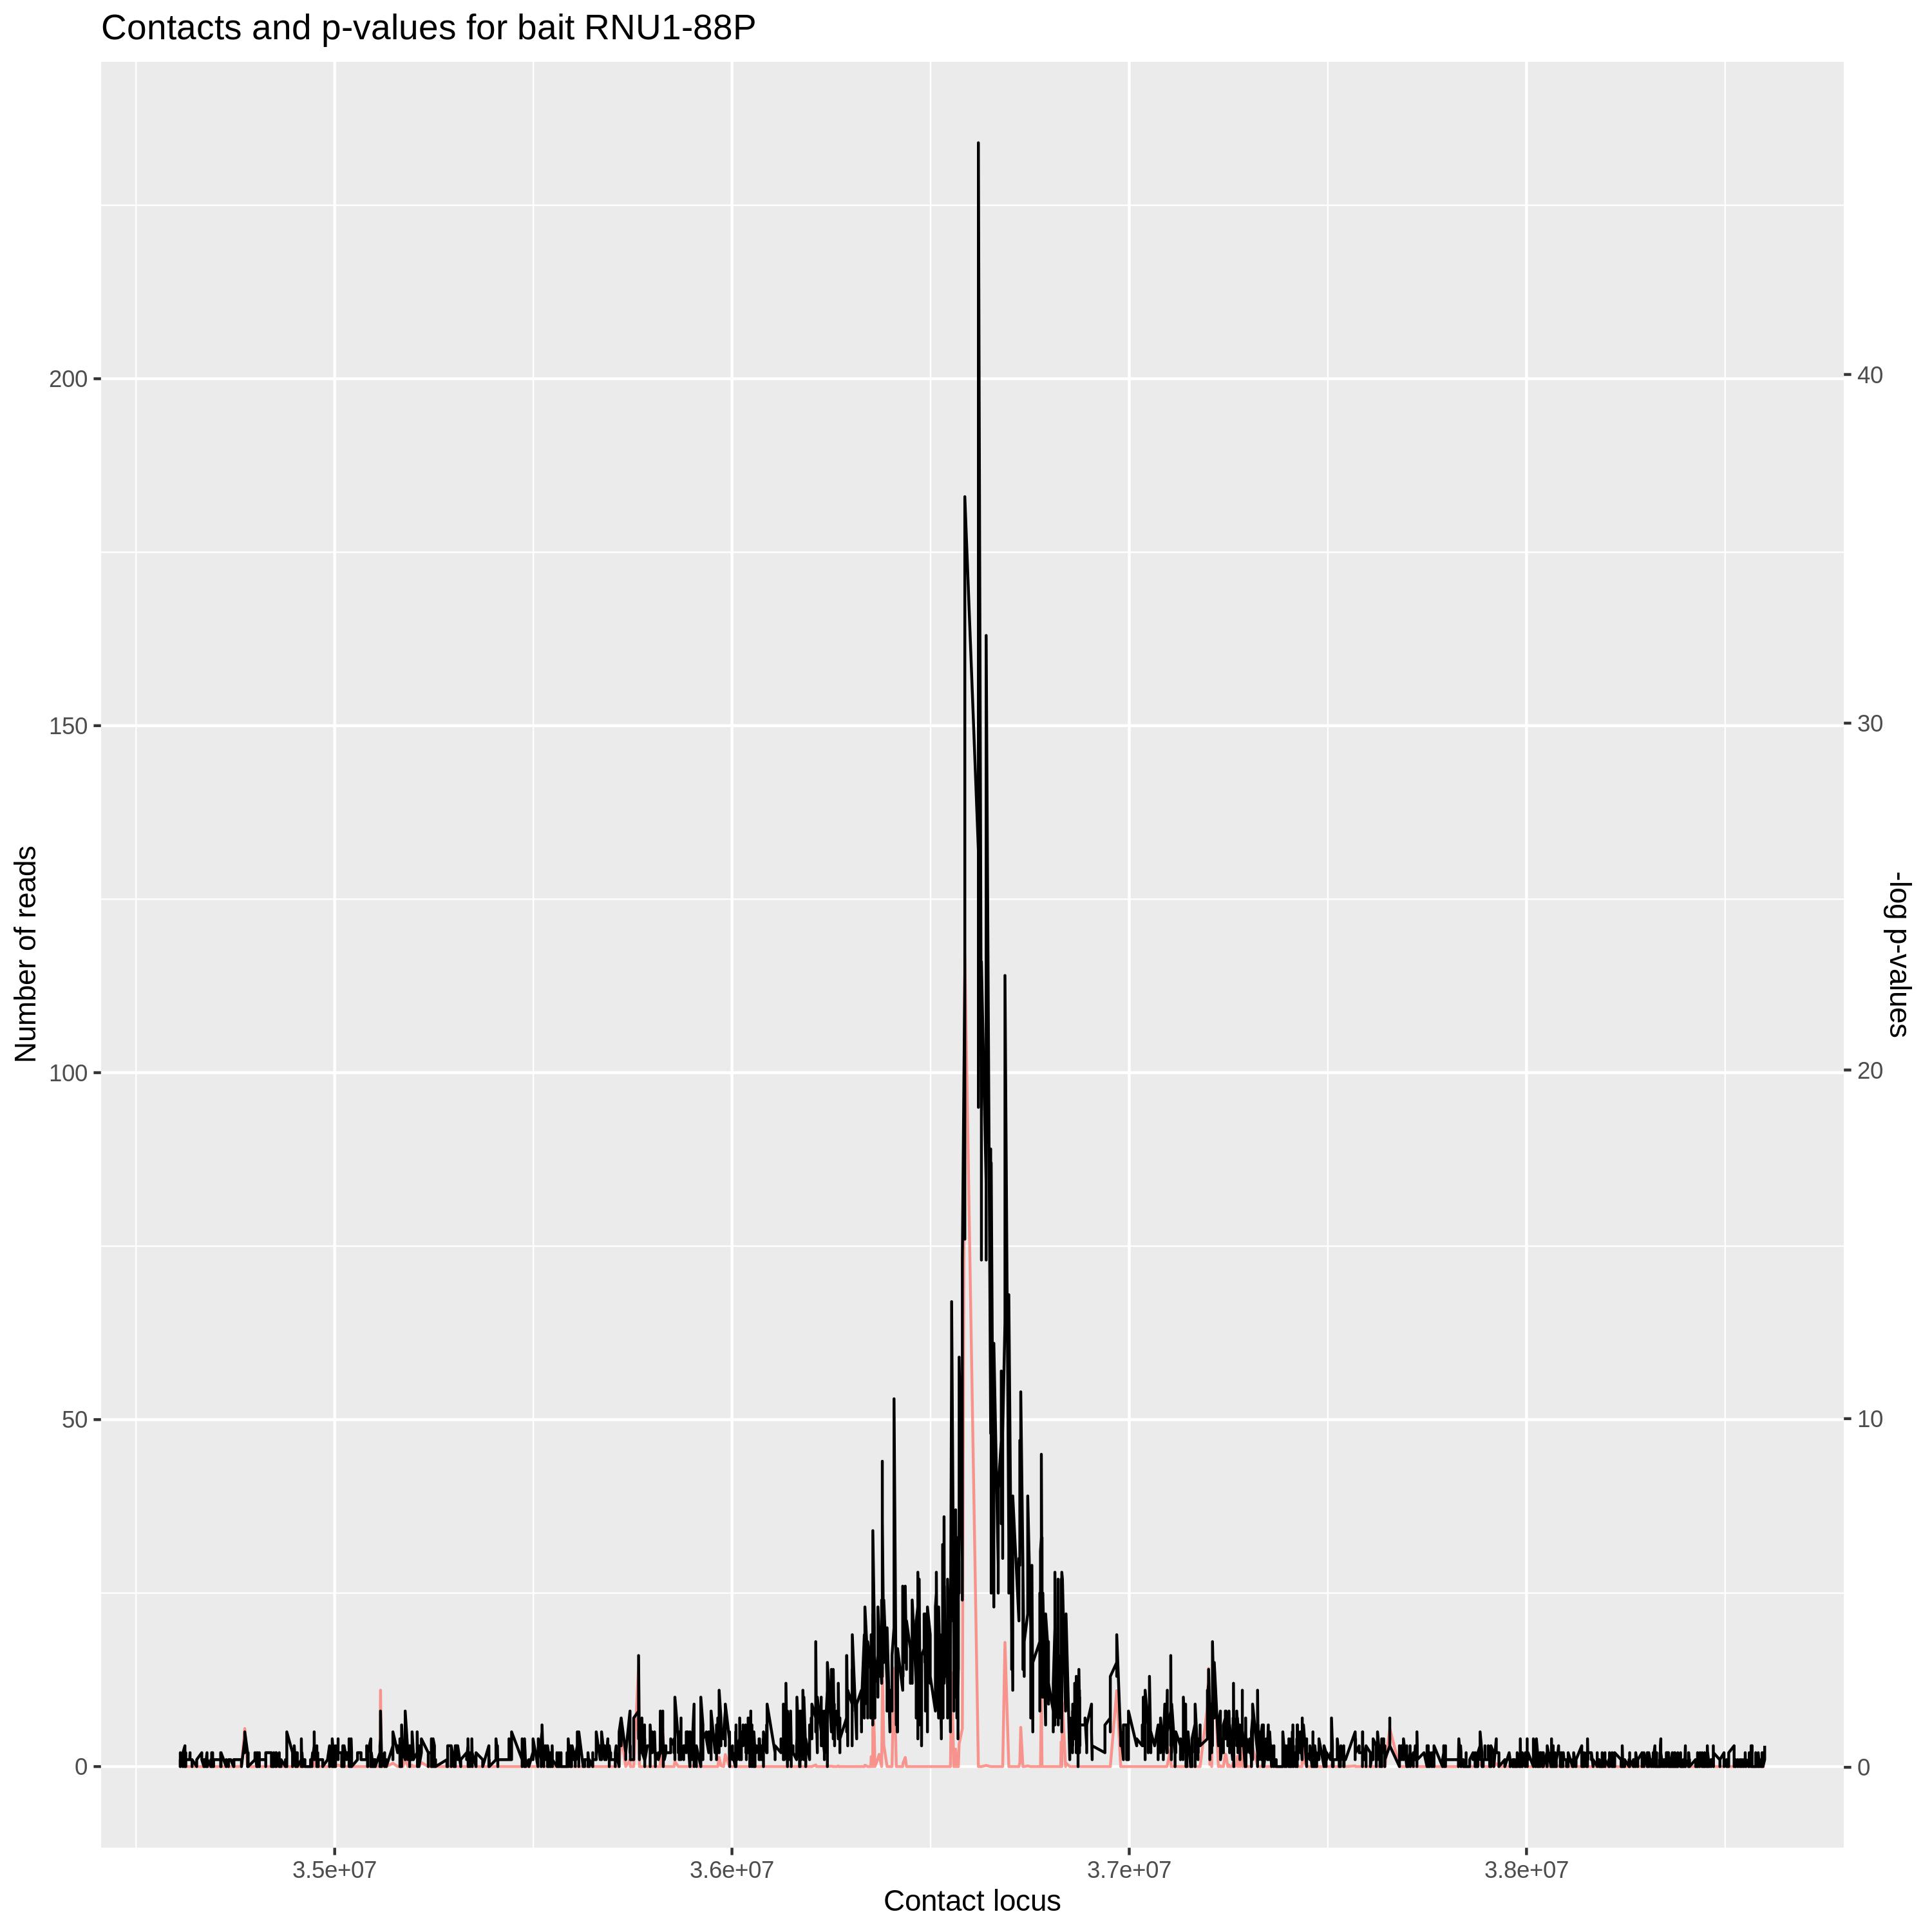 Contacts and p-values for bait RNU1-88P
200
150
100
50
0
40
30
20
10
0
Number of reads
-log p-values
3.5e+07
3.6e+07
3.7e+07
3.8e+07
Contact locus